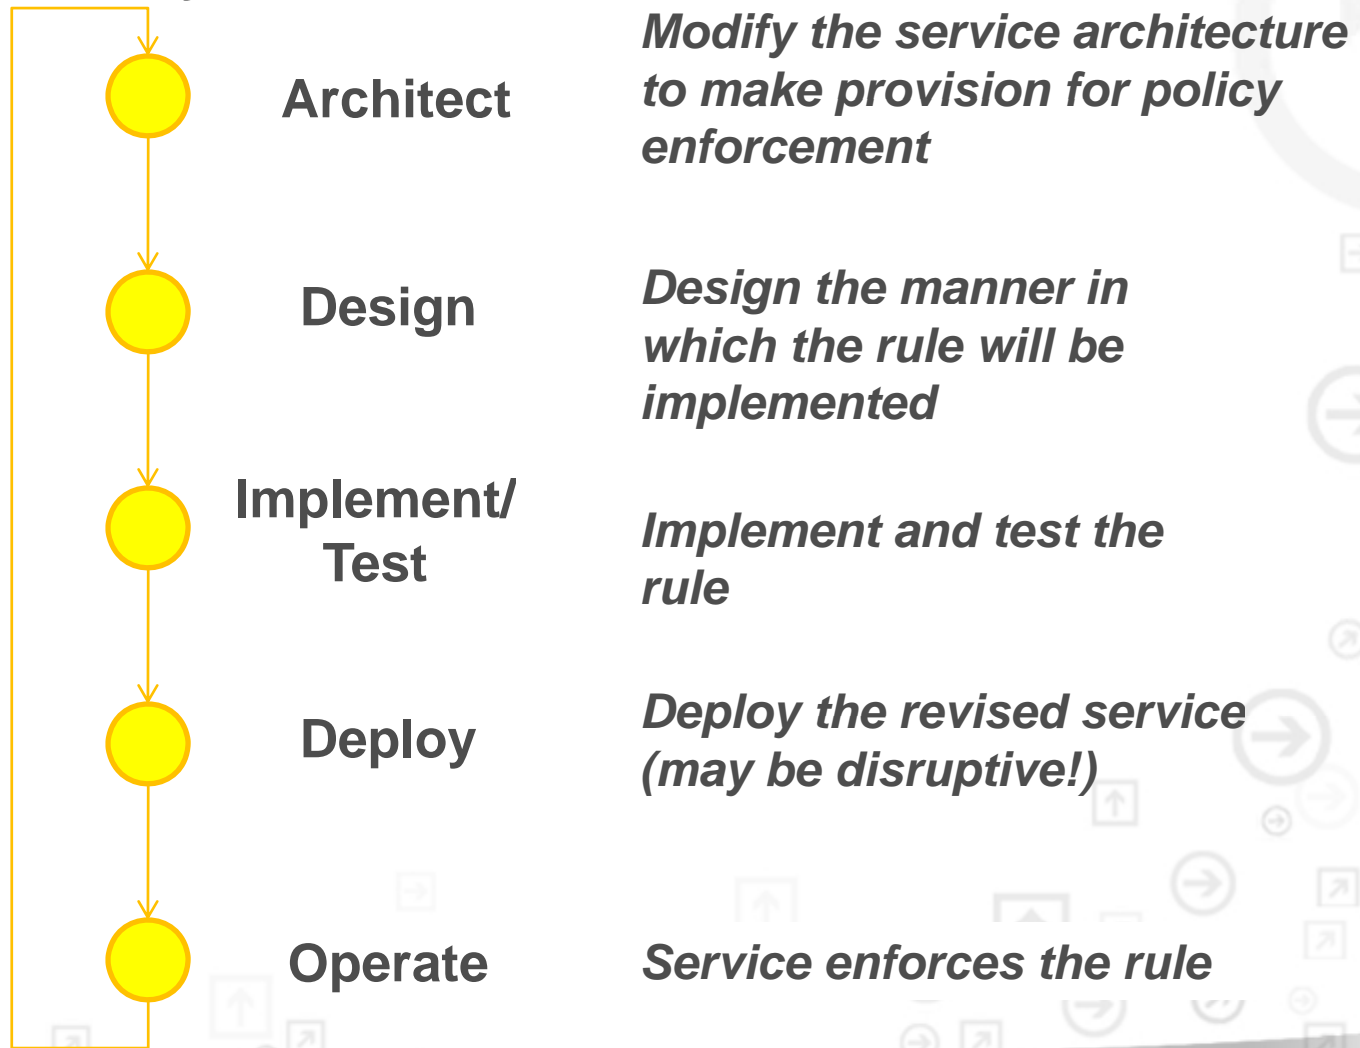 Architect
Modify the service architecture
to make provision for policy
enforcement
Design
Design the manner in
which the rule will be
implemented
Implement/
Test
Implement and test the
rule
Deploy
Deploy the revised service
(may be disruptive!)
Operate
Service enforces the rule